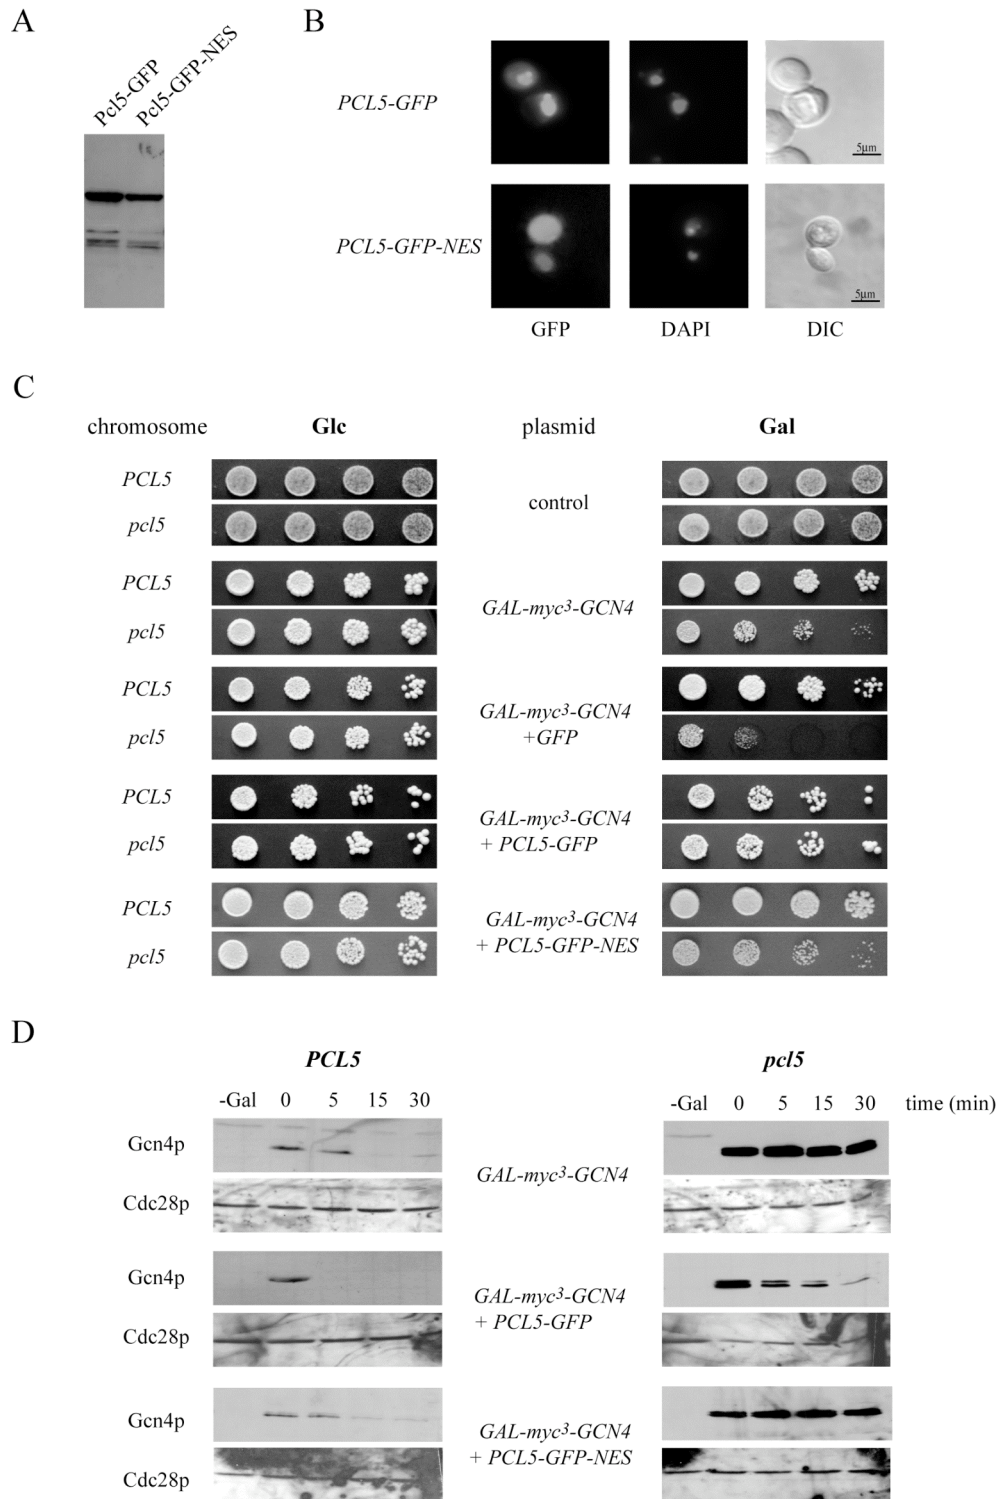 A
Pcl5-GFP
Pcl5-GFP-NES
B
PCL5-GFP
5µm
PCL5-GFP-NES
5µm
GFP DAPI DIC
C
chromosome Glc plasmid Gal
PCL5
control
pcl5
PCL5
GAL-myc³-GCN4
pcl5
PCL5
GAL-myc³-GCN4
+GFP
pcl5
PCL5
GAL-myc³-GCN4
+ PCL5-GFP
pcl5
PCL5
GAL-myc³-GCN4
+ PCL5-GFP-NES
pcl5
D
PCL5 pcl5
-Gal 0 5 15 30 -Gal 0 5 15 30 time (min)
Gcn4p
GAL-myc³-GCN4
Cdc28p
Gcn4p
GAL-myc³-GCN4
+ PCL5-GFP
Cdc28p
Gcn4p
GAL-myc³-GCN4
+ PCL5-GFP-NES
Cdc28p